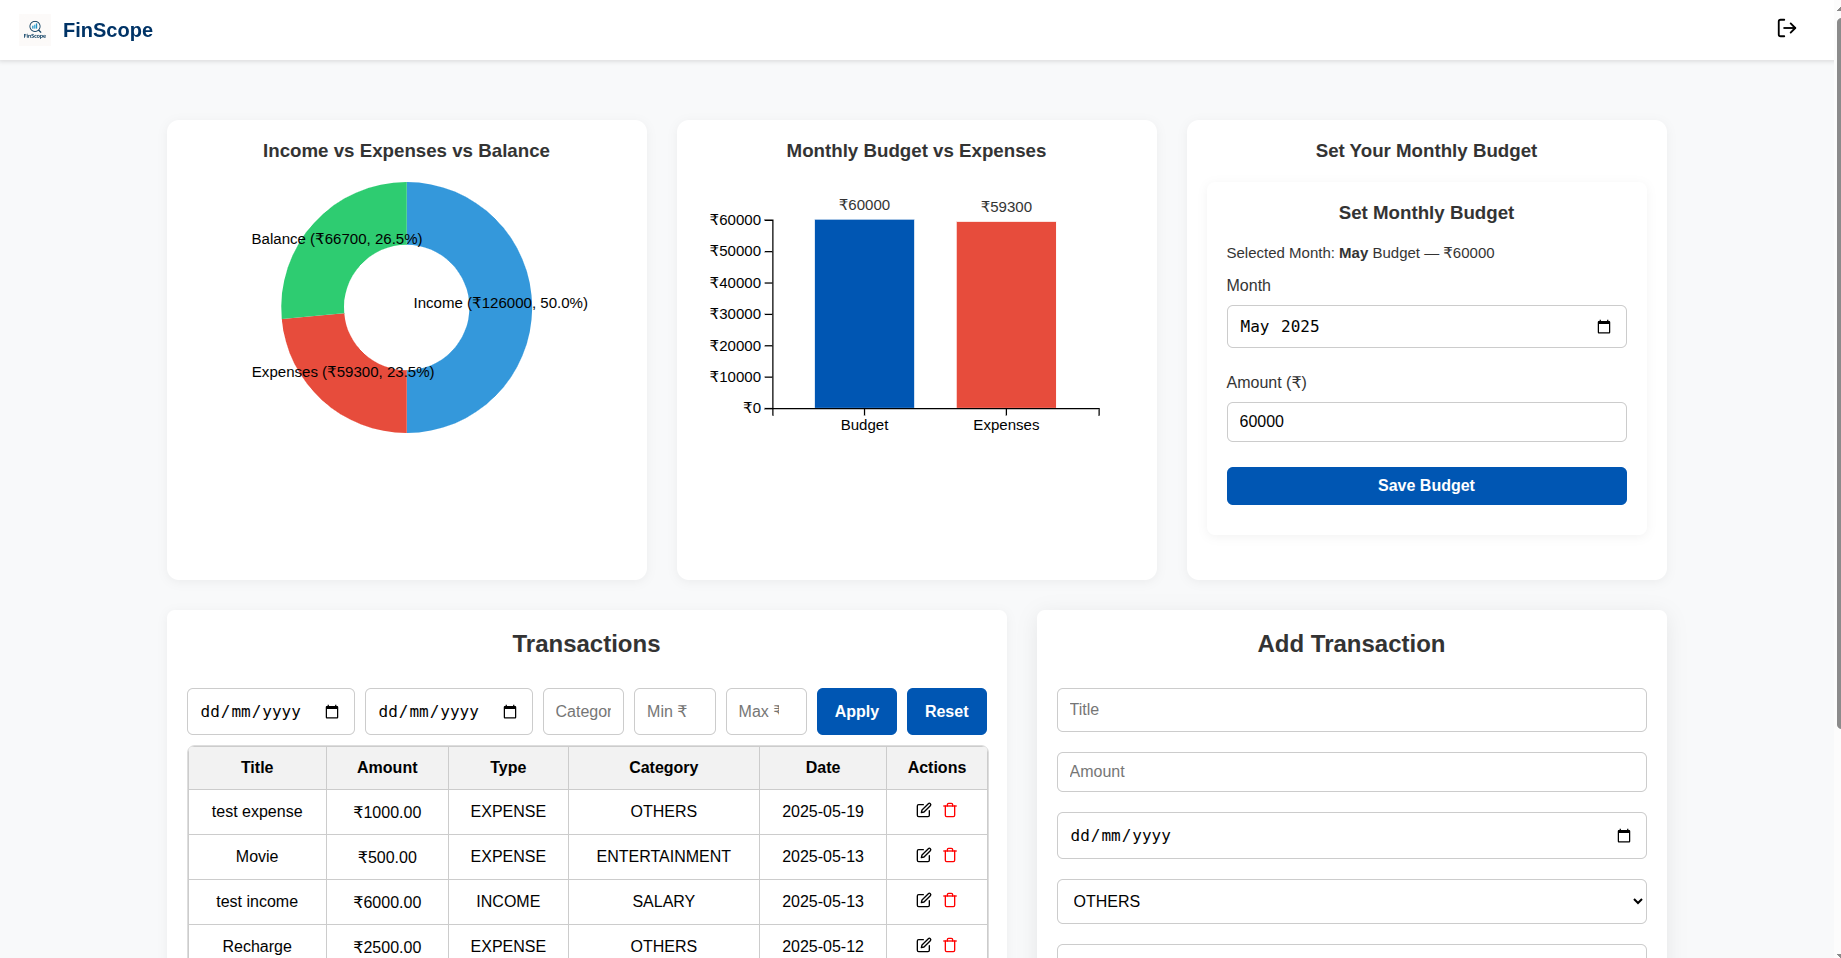 FinScope
FinScope
Income vs Expenses vs Balance
Balance (₹66700, 26.5%)
Income (₹126000, 50.0%)
Expenses (₹59300, 23.5%)
Monthly Budget vs Expenses
₹60000
₹59300
₹60000
₹50000
₹40000
₹30000
₹20000
₹10000
₹0
Budget
Expenses
Set Your Monthly Budget
Set Monthly Budget
Selected Month: May Budget — ₹60000
Month
May 2025
Amount (₹)
60000
Save Budget
Transactions
dd/mm/yyyy dd/mm/yyyy Categor Min ₹ Max ₹ Apply Reset
Title Amount Type Category Date Actions
test expense ₹1000.00 EXPENSE OTHERS 2025-05-19
Movie ₹500.00 EXPENSE ENTERTAINMENT 2025-05-13
test income ₹6000.00 INCOME SALARY 2025-05-13
Recharge ₹2500.00 EXPENSE OTHERS 2025-05-12
Add Transaction
Title
Amount
dd/mm/yyyy
OTHERS